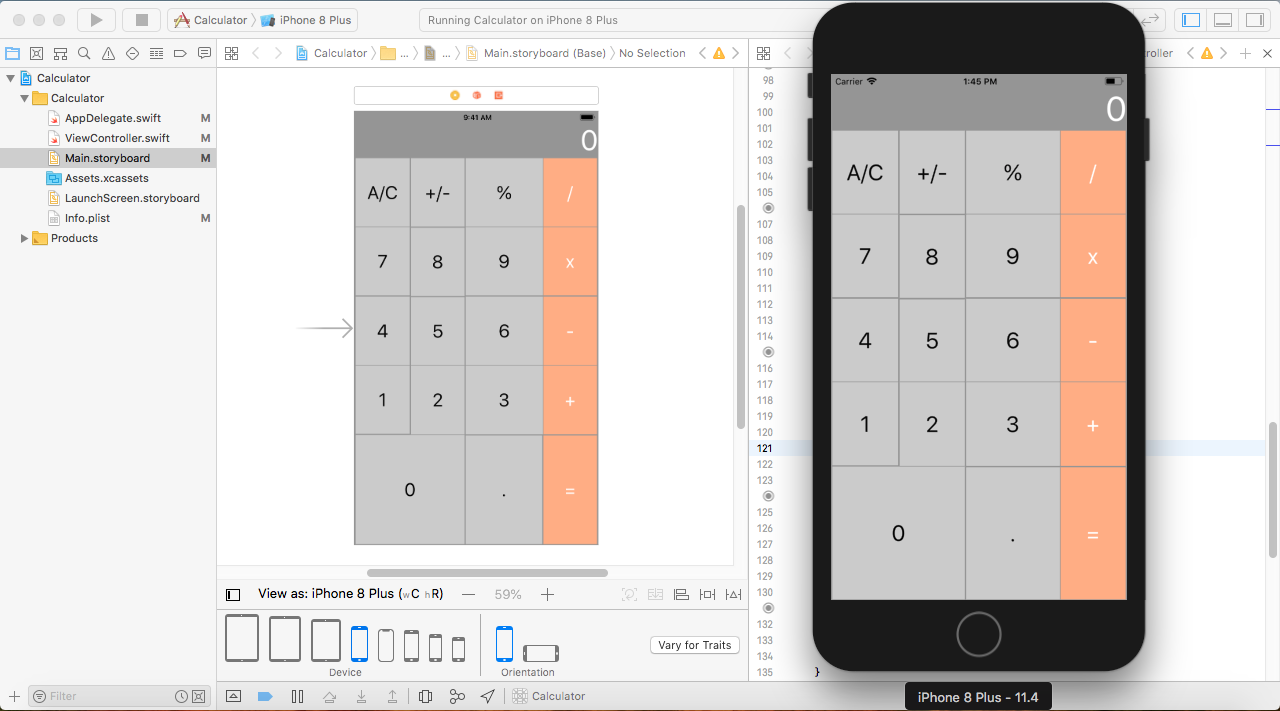 Calculator 〉 iPhone 8 Plus
Running Calculator on iPhone 8 Plus
Calculator
Calculator
AppDelegate.swift M
ViewController.swift M
Main.storyboard M
Assets.xcassets
LaunchScreen.storyboard
Info.plist M
Products
Filter
Calculator 〉 ... 〉 ... 〉 Main.storyboard (Base) 〉 No Selection
9:41 AM
0
A/C +/- % /
7 8 9 x
4 5 6 -
1 2 3 +
0 . =
View as: iPhone 8 Plus (wC hR) — 59% +
Device
Orientation
Vary for Traits
Calculator
98
99
100
101
102
103
104
105
107
108
109
110
111
112
113
114
116
117
118
119
120
121
122
123
125
126
127
128
129
130
132
133
134
135 }
Carrier 1:45 PM
0
A/C +/- % /
7 8 9 x
4 5 6 -
1 2 3 +
0 . =
iPhone 8 Plus - 11.4